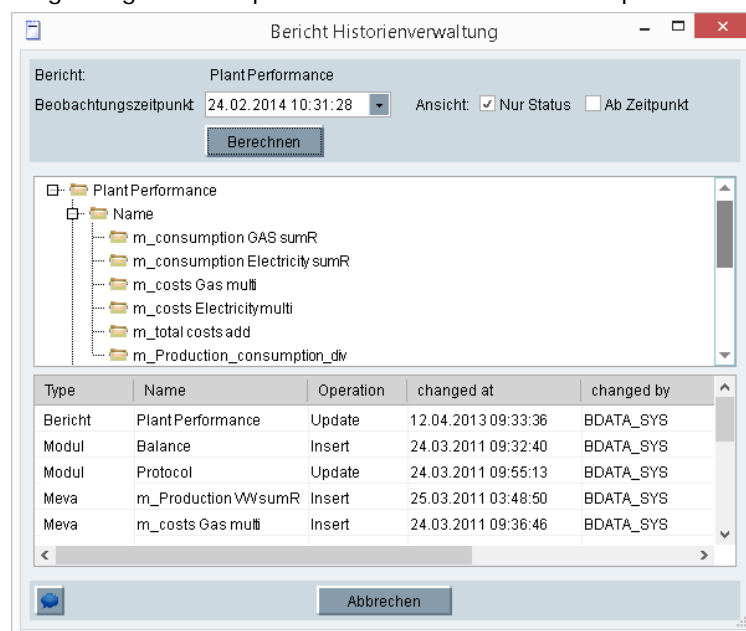 Bericht Historienverwaltung
Bericht: Plant Performance
Beobachtungszeitpunkt 24.02.2014 10:31:28 Ansicht: Nur Status Ab Zeitpunkt
Berechnen
Plant Performance
Name
m_consumption GAS sumR
m_consumption Electricity sumR
m_costs Gas multi
m_costs Electricity multi
m_total costs add
m_Production_consumption_div
Type Name Operation changed at changed by
Bericht Plant Performance Update 12.04.2013 09:33:36 BDATA_SYS
Modul Balance Insert 24.03.2011 09:32:40 BDATA_SYS
Modul Protocol Update 24.03.2011 09:55:13 BDATA_SYS
Meva m_Production VW sumR Insert 25.03.2011 03:48:50 BDATA_SYS
Meva m_costs Gas multi Insert 24.03.2011 09:36:46 BDATA_SYS
Abbrechen